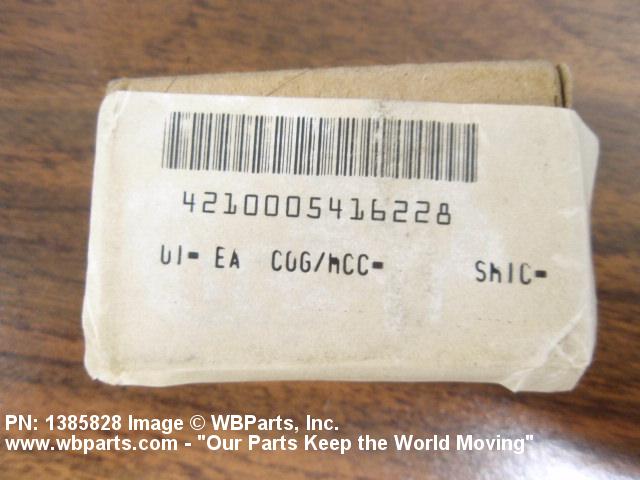 4210005416228
UI- EA COG/MCC- SMIC-
PN: 1385828 Image © WBParts, Inc.
www.wbparts.com - "Our Parts Keep the World Moving"